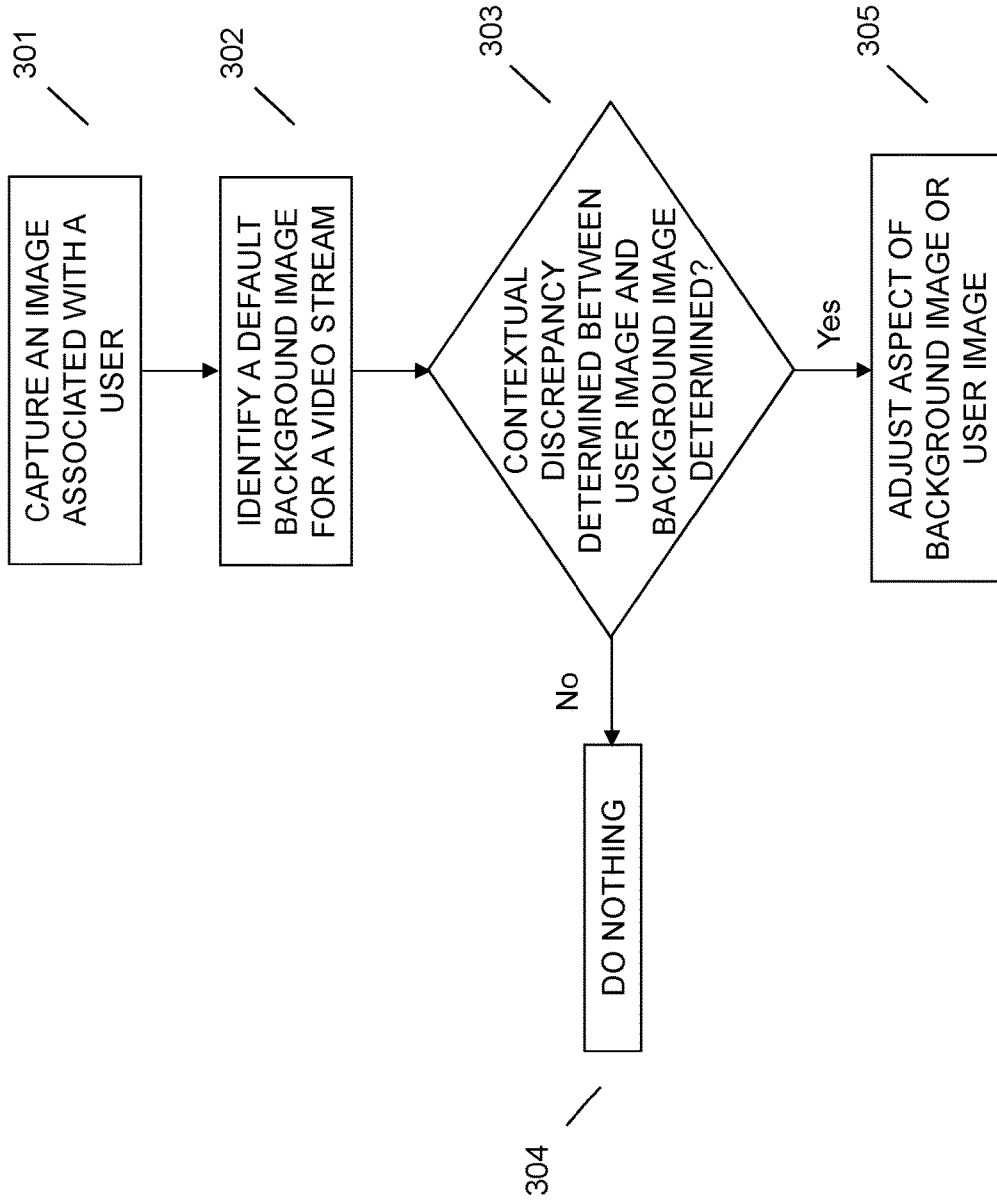 301
CAPTURE AN IMAGE
ASSOCIATED WITH A
USER
302
IDENTIFY A DEFAULT
BACKGROUND IMAGE
FOR A VIDEO STREAM
303
CONTEXTUAL
DISCREPANCY
DETERMINED BETWEEN
USER IMAGE AND
BACKGROUND IMAGE
DETERMINED?
No
304
DO NOTHING
Yes
305
ADJUST ASPECT OF
BACKGROUND IMAGE OR
USER IMAGE